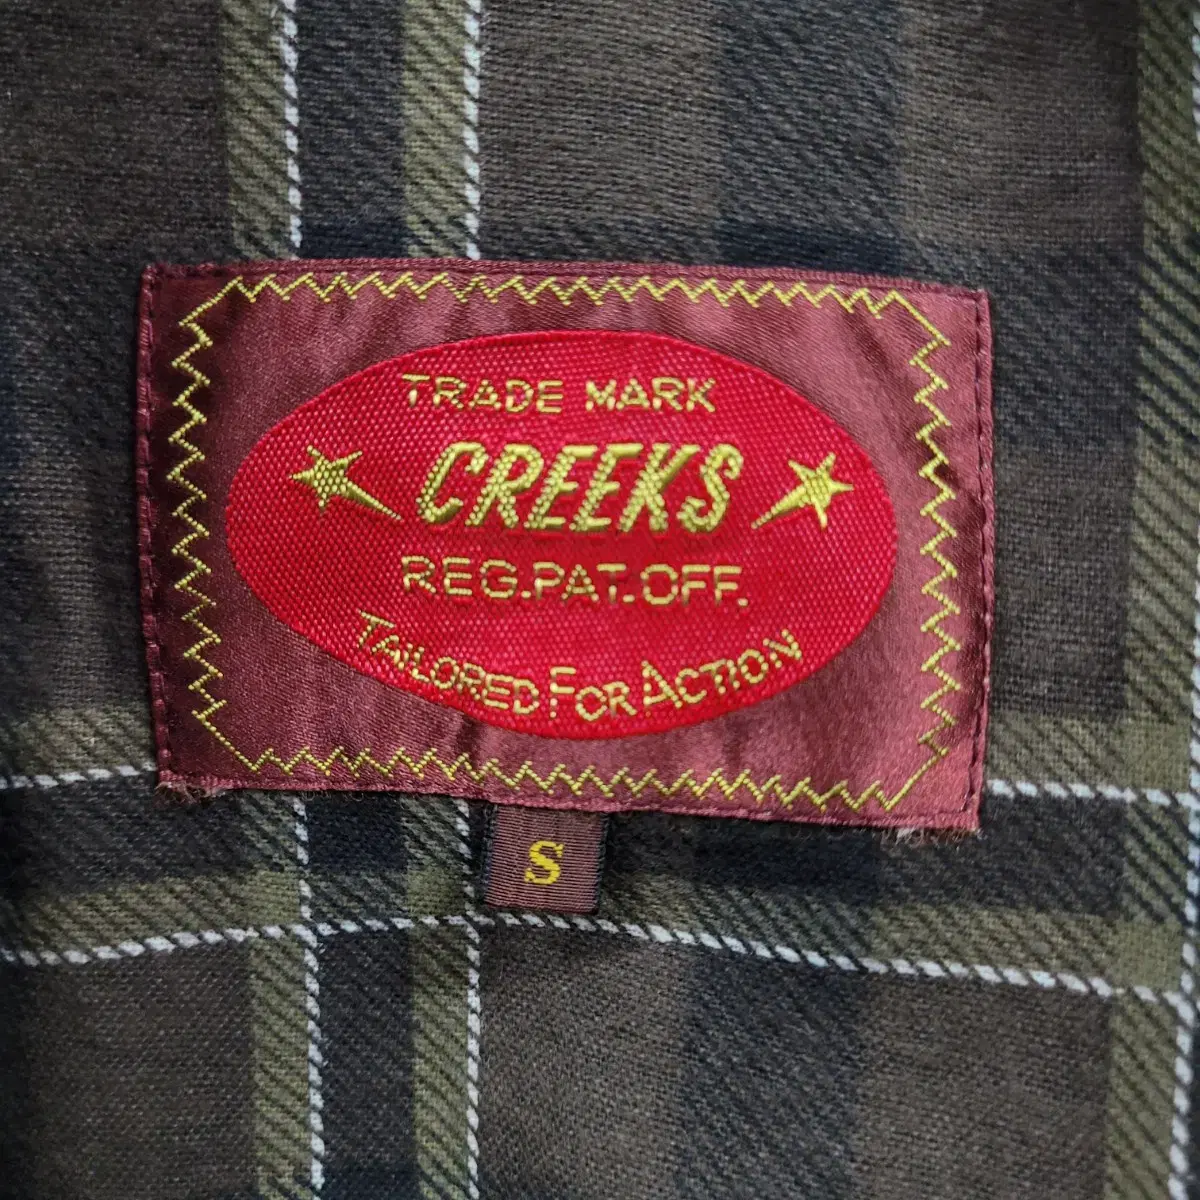 TRADE MARK
CREEKS
REG.PAT.OFF.
TAILORED FOR ACTION
S